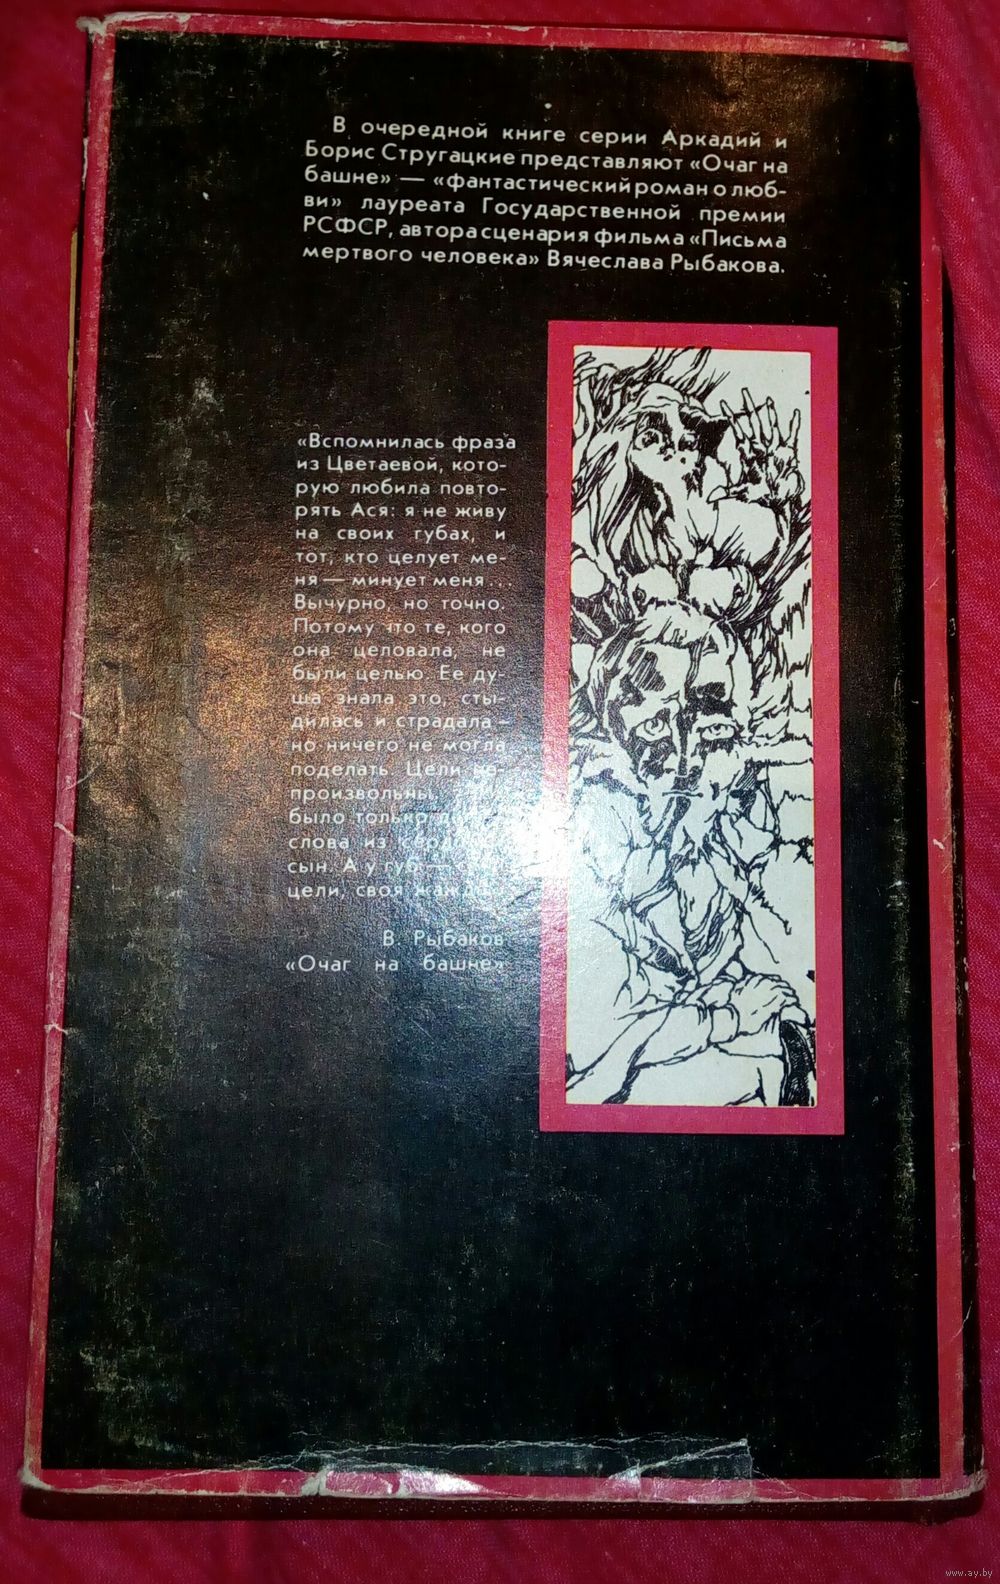 В очередной книге серии Аркадий и
Борис Стругацкие представляют «Очаг на
башне» — «фантастический роман о люб-
ви» лауреата Государственной премии
РСФСР, автора сценария фильма «Письма
мертвого человека» Вячеслава Рыбакова.
«Вспомнилась фраза
из Цветаевой, кото-
рую любила повто-
рять Ася: я не живу
на своих губах, и
тот, кто целует ме-
ня — минует меня...
Вычурно, но точно.
Потому что те, кого
она целовала, не
были целью. Ее ду-
ша знала это, сты-
дилась и страдала –
но ничего не могла
поделать. Цели не-
произвольны.
было только
слова из
сын. А у губ
цели, своя
В. Рыбаков
«Очаг на башне»
www.ay.by